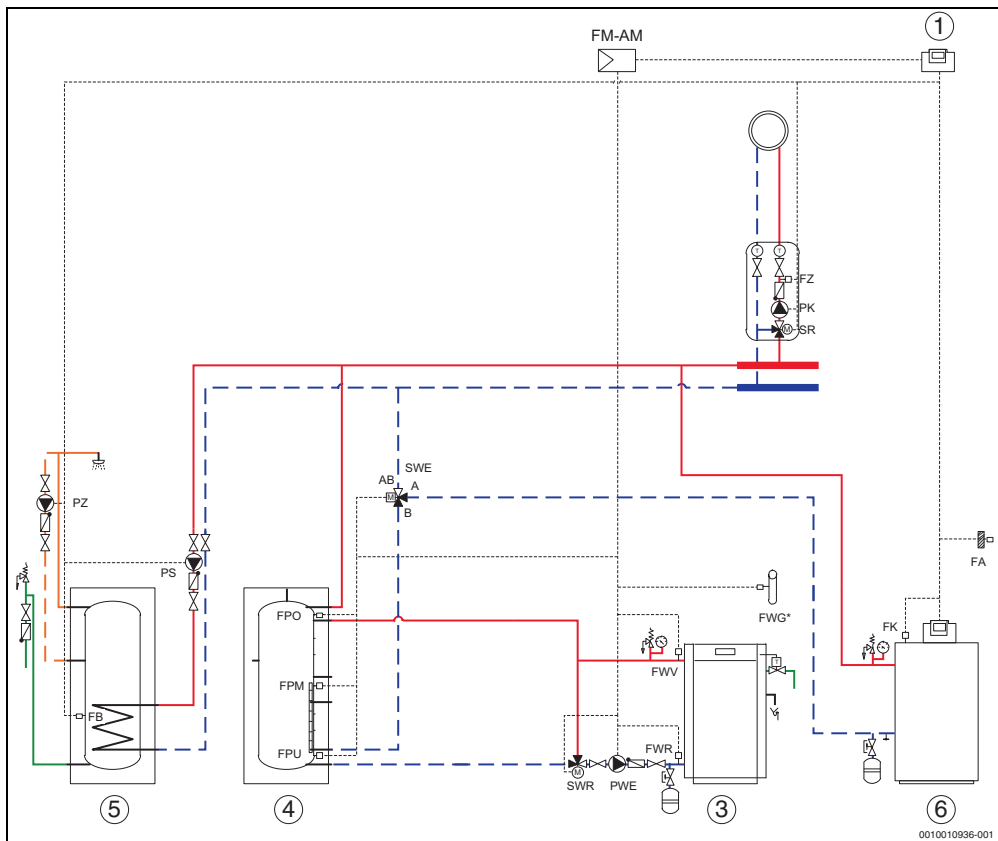 FM-AM
1
T
T
FZ
PK
M
SR
SWE
AB
A
M
B
PZ
PS
FA
FPO
FWG*
FK
T
FWV
FPM
FB
FPU
FWR
M
SWR
PWE
5
4
3
6
0010010936-001